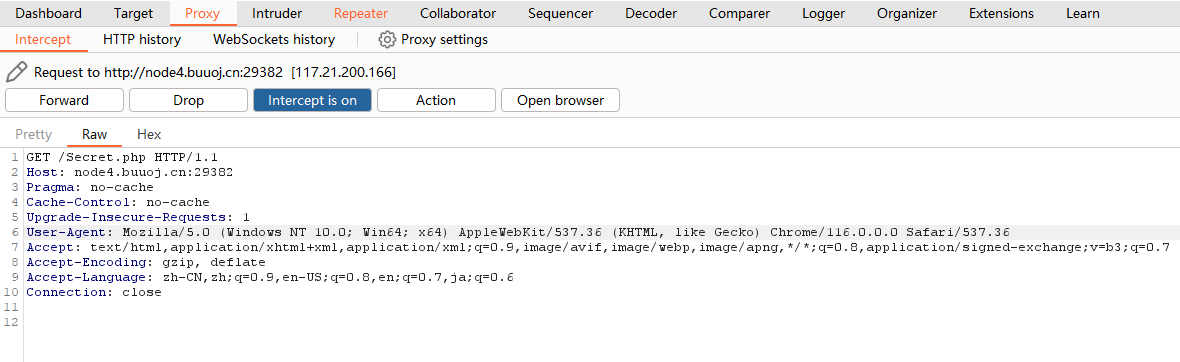 Dashboard Target Proxy Intruder Repeater Collaborator Sequencer Decoder Comparer Logger Organizer Extensions Learn
Intercept HTTP history WebSockets history Proxy settings
Request to http://node4.buuoj.cn:29382 [117.21.200.166]
Forward Drop Intercept is on Action Open browser
Pretty Raw Hex
1 GET /Secret.php HTTP/1.1
2 Host: node4.buuoj.cn:29382
3 Pragma: no-cache
4 Cache-Control: no-cache
5 Upgrade-Insecure-Requests: 1
6 User-Agent: Mozilla/5.0 (Windows NT 10.0; Win64; x64) AppleWebKit/537.36 (KHTML, like Gecko) Chrome/116.0.0.0 Safari/537.36
7 Accept: text/html,application/xhtml+xml,application/xml;q=0.9,image/avif,image/webp,image/apng,*/*;q=0.8,application/signed-exchange;v=b3;q=0.7
8 Accept-Encoding: gzip, deflate
9 Accept-Language: zh-CN,zh;q=0.9,en-US;q=0.8,en;q=0.7,ja;q=0.6
10 Connection: close
11
12